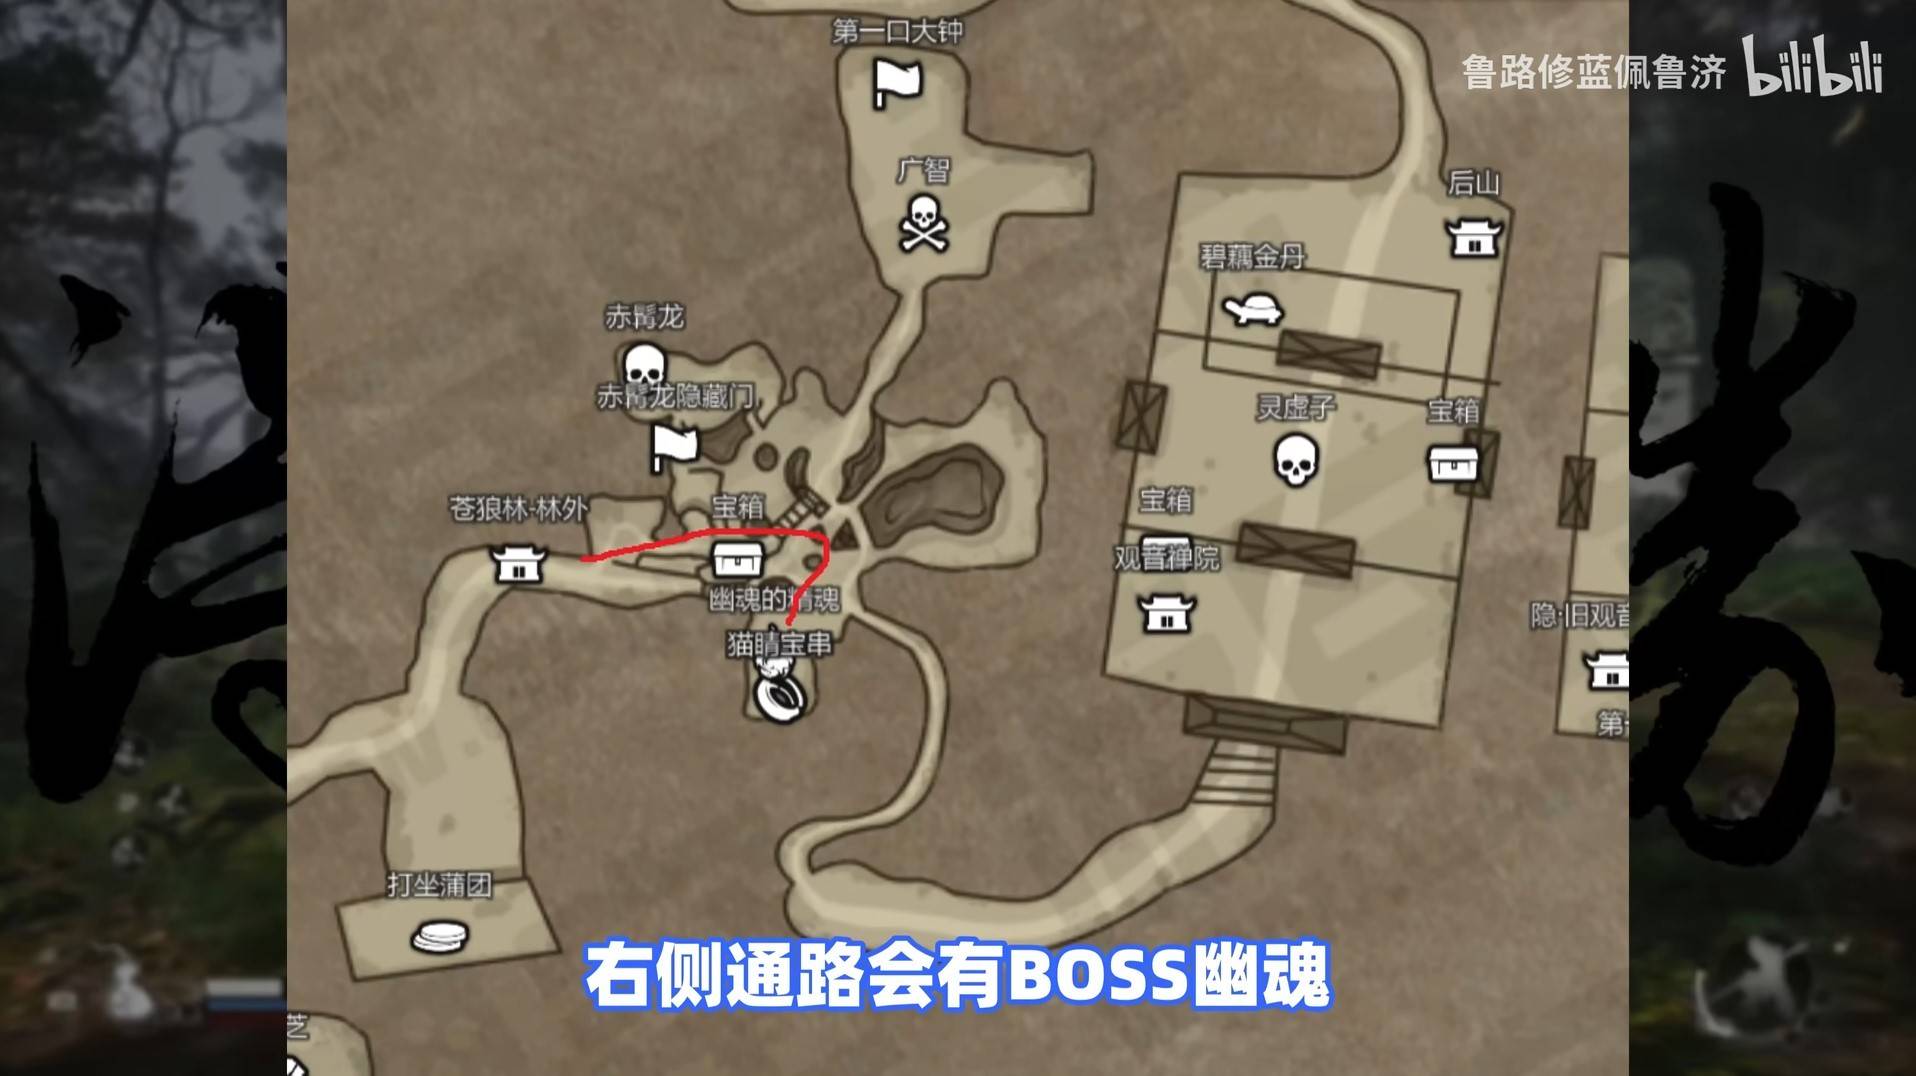 第一口大钟
鲁路修蓝佩鲁济 bilibili
广智
后山
碧藕金丹
赤髯龙
赤髯龙隐藏门
灵虚子
宝箱
苍狼林-林外
宝箱
宝箱
观音禅院
幽魂的精魂
猫睛宝串
隐:旧观音
第一
打坐蒲团
右侧通路会有BOSS幽魂
芝